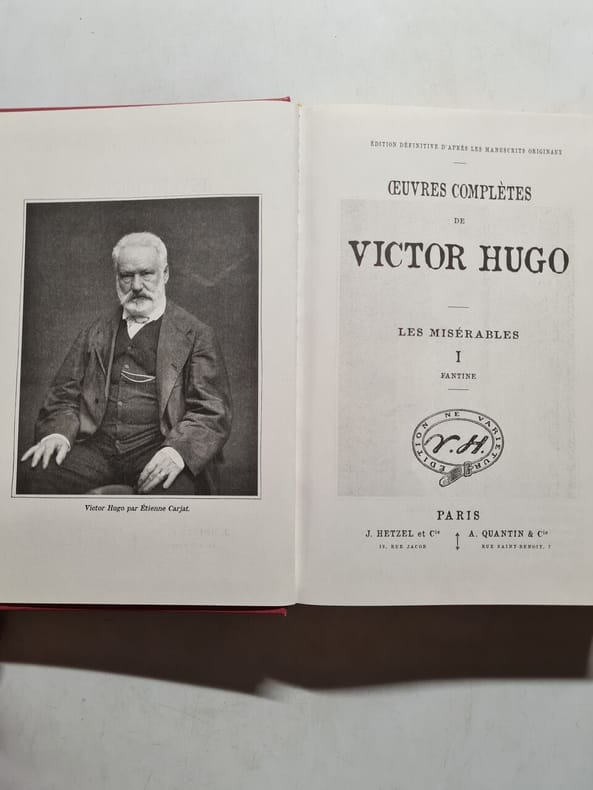 Victor Hugo par Étienne Carjat.
ÉDITION DÉFINITIVE D'APRÈS LES MANUSCRITS ORIGINAUX
ŒUVRES COMPLÈTES
DE
VICTOR HUGO
LES MISÉRABLES
I
FANTINE
ÉDITION NE VARIETUR
V.H.
PARIS
J. HETZEL et Cie
A. QUANTIN & Cie
18, RUE JACOB
RUE SAINT-BENOIT, 7